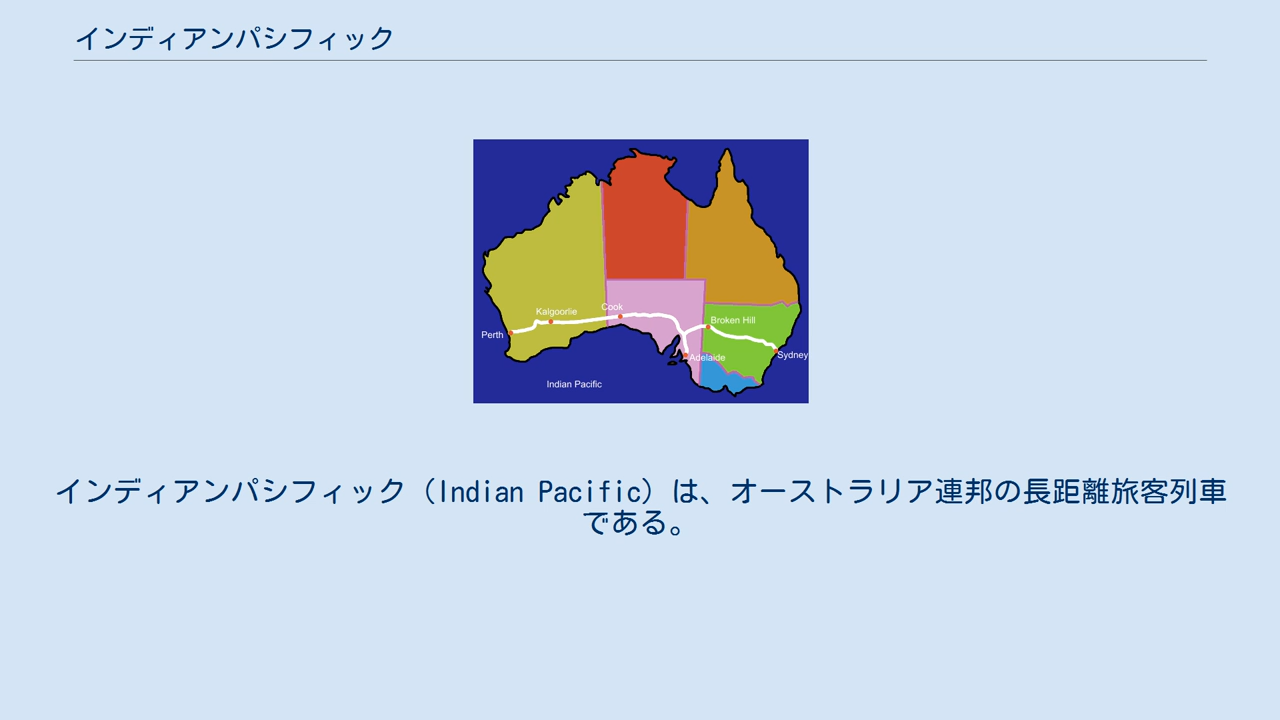 インディアンパシフィック
Cook
Kalgoorlie
Broken Hill
Perth
Sydney
Adelaide
Indian Pacific
インディアンパシフィック（Indian Pacific）は、オーストラリア連邦の長距離旅客列車
である。